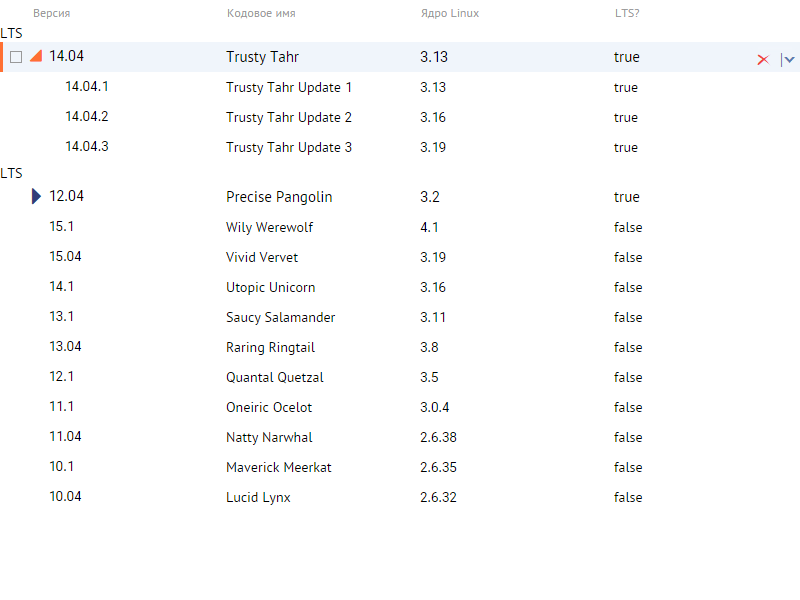 Версия Кодовое имя Ядро Linux LTS?
LTS
14.04 Trusty Tahr 3.13 true
14.04.1 Trusty Tahr Update 1 3.13 true
14.04.2 Trusty Tahr Update 2 3.16 true
14.04.3 Trusty Tahr Update 3 3.19 true
LTS
12.04 Precise Pangolin 3.2 true
15.1 Wily Werewolf 4.1 false
15.04 Vivid Vervet 3.19 false
14.1 Utopic Unicorn 3.16 false
13.1 Saucy Salamander 3.11 false
13.04 Raring Ringtail 3.8 false
12.1 Quantal Quetzal 3.5 false
11.1 Oneiric Ocelot 3.0.4 false
11.04 Natty Narwhal 2.6.38 false
10.1 Maverick Meerkat 2.6.35 false
10.04 Lucid Lynx 2.6.32 false